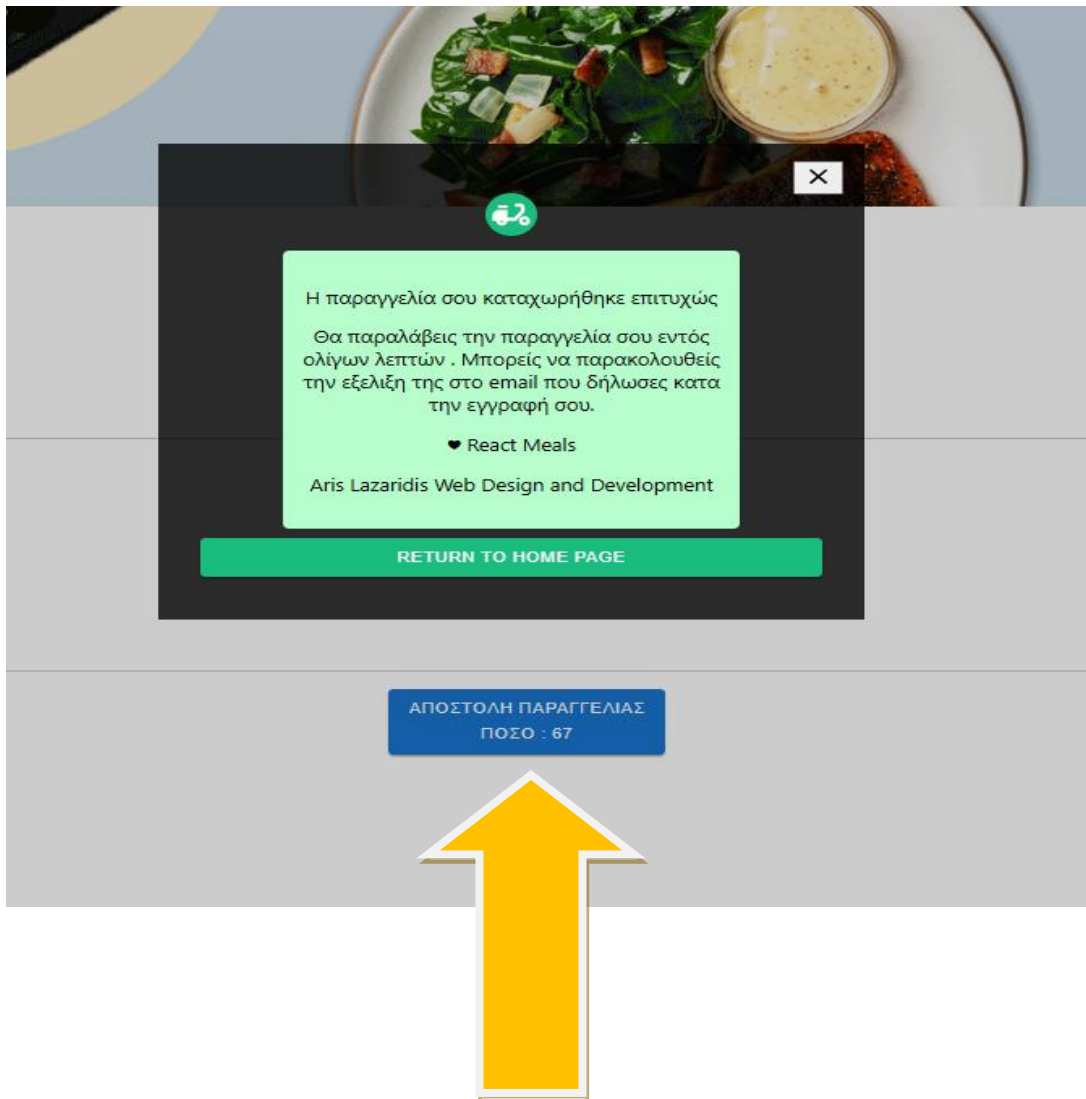 Η παραγγελία σου καταχωρήθηκε επιτυχώς
Θα παραλάβεις την παραγγελία σου εντός
ολίγων λεπτών . Μπορείς να παρακολουθείς
την εξελιξη της στο email που δήλωσες κατα
την εγγραφή σου.
❤ React Meals
Aris Lazaridis Web Design and Development
RETURN TO HOME PAGE
ΑΠΟΣΤΟΛΗ ΠΑΡΑΓΓΕΛΙΑΣ
ΠΟΣΟ : 67